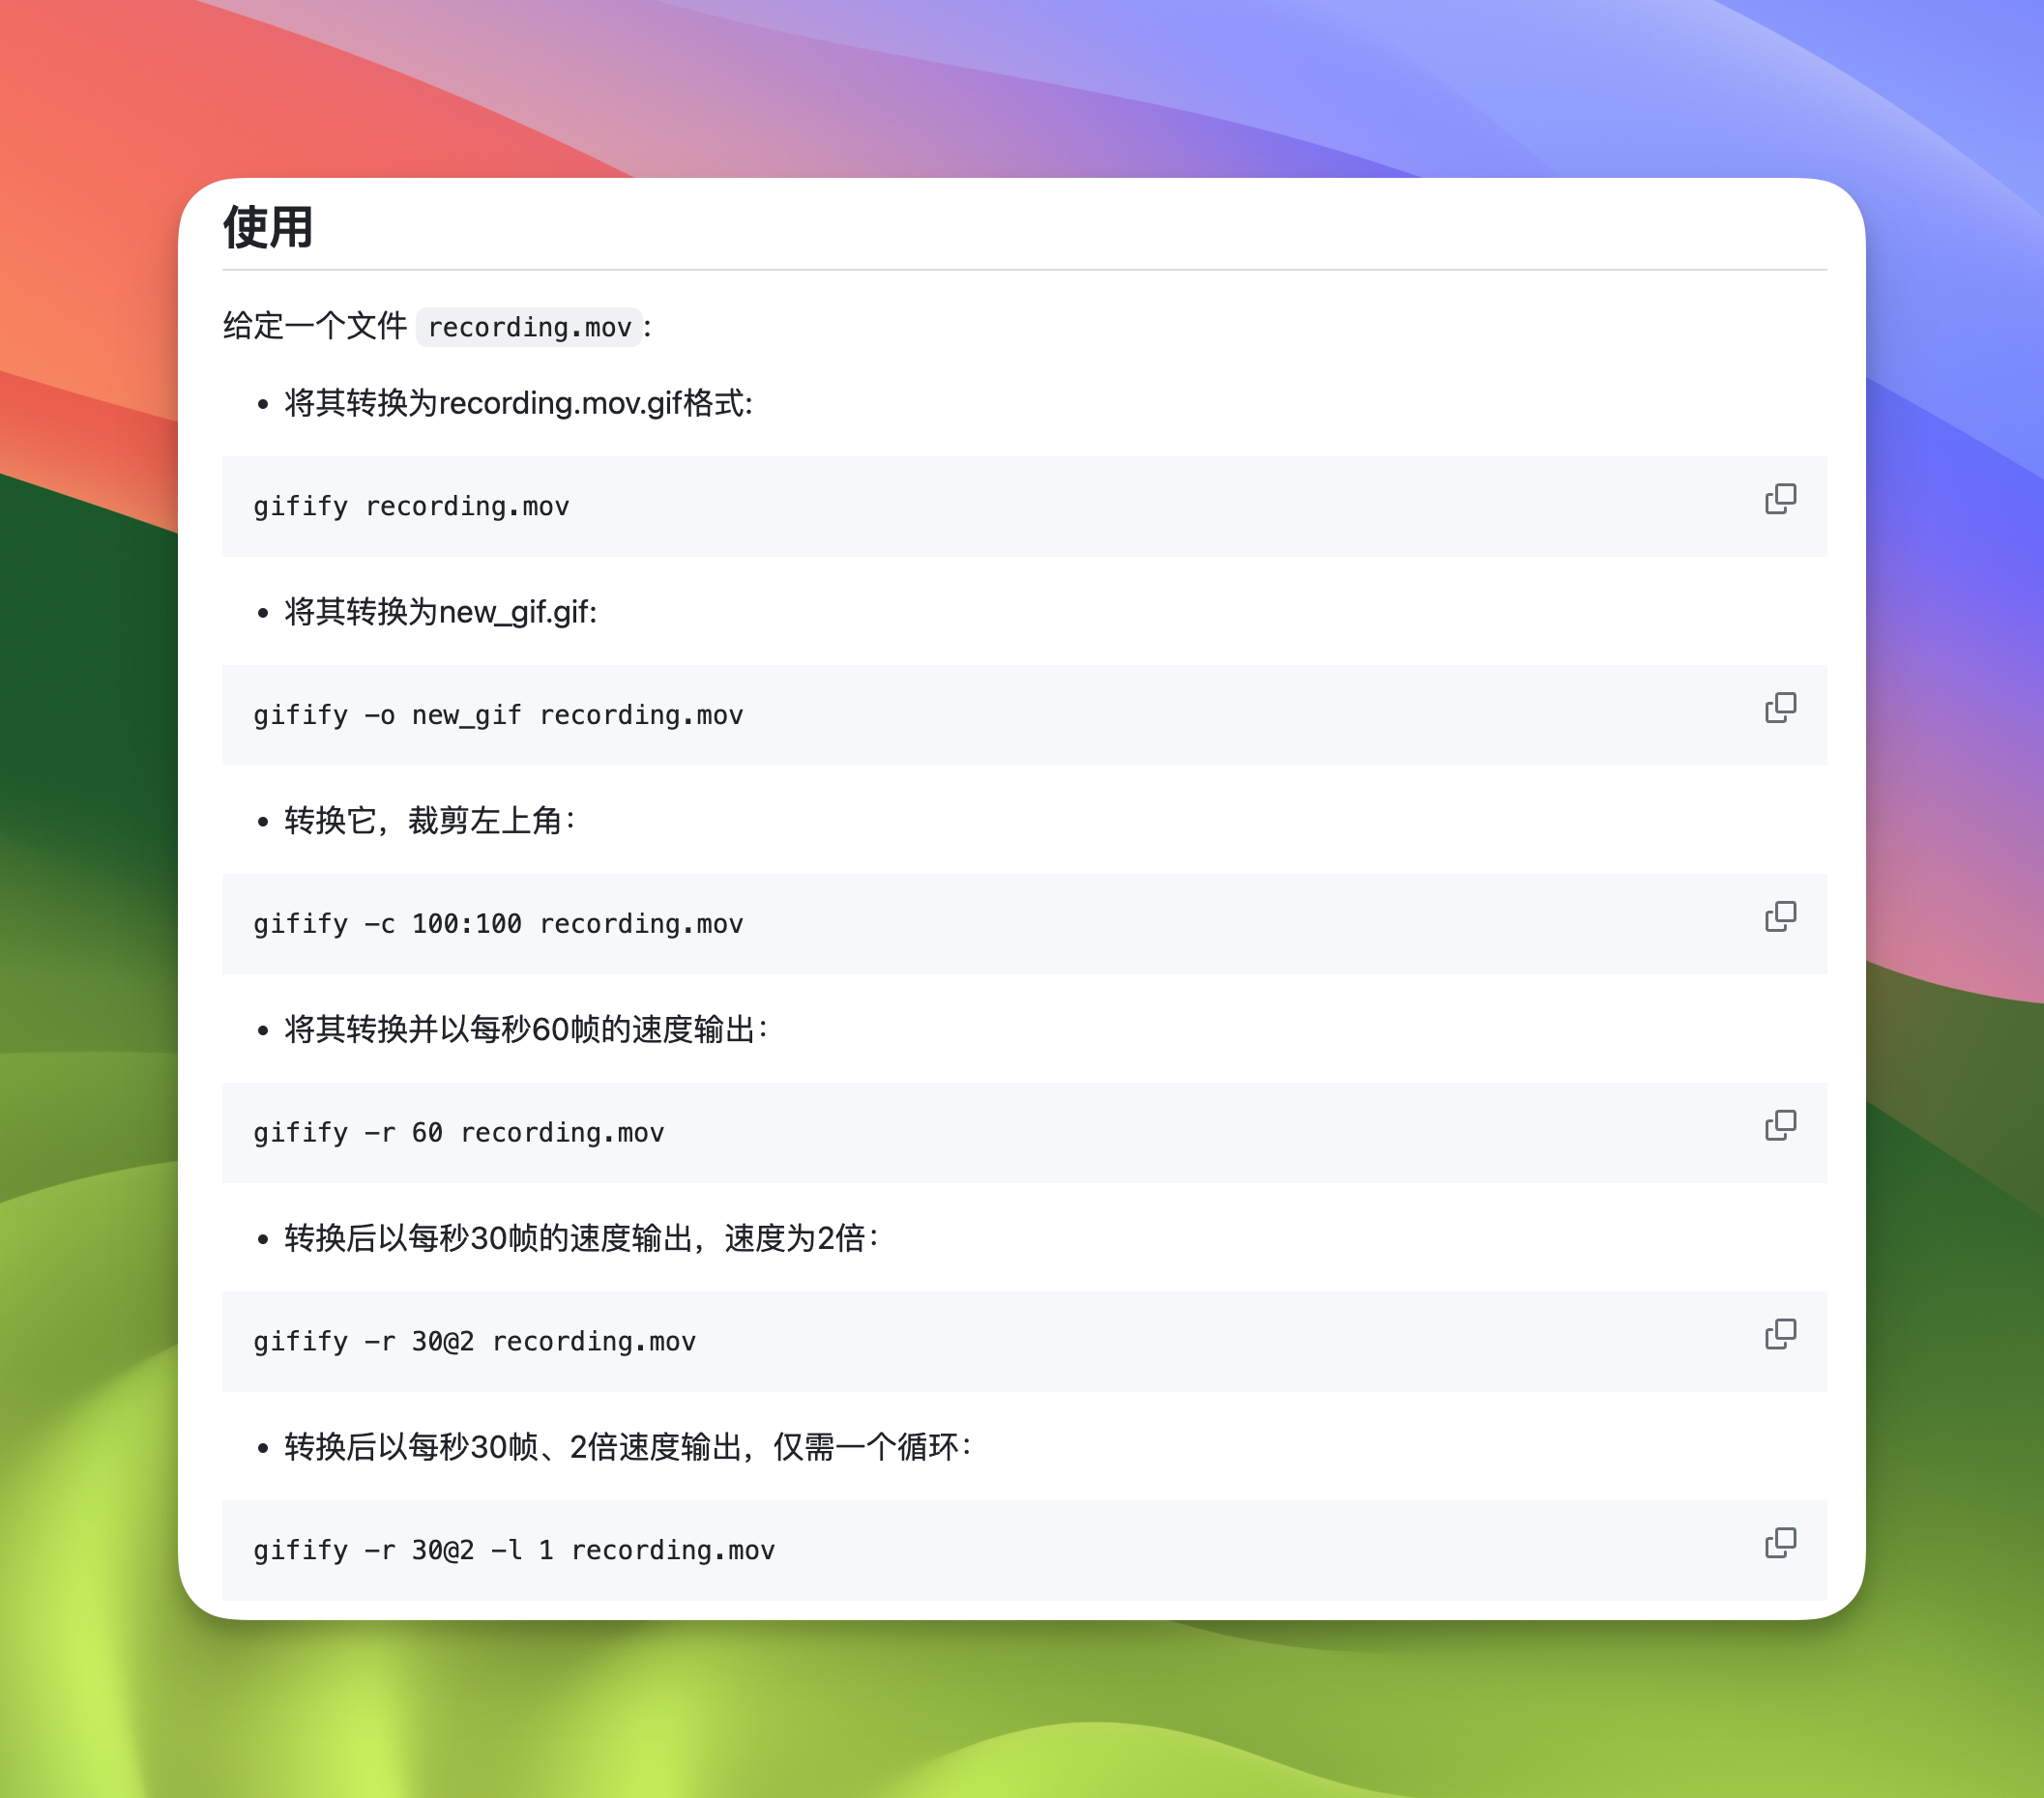 使用
给定一个文件 recording.mov:
• 将其转换为recording.mov.gif格式:
gifify recording.mov
• 将其转换为new_gif.gif:
gifify -o new_gif recording.mov
• 转换它，裁剪左上角：
gifify -c 100:100 recording.mov
• 将其转换并以每秒60帧的速度输出：
gifify -r 60 recording.mov
• 转换后以每秒30帧的速度输出，速度为2倍：
gifify -r 30@2 recording.mov
• 转换后以每秒30帧、2倍速度输出，仅需一个循环：
gifify -r 30@2 -l 1 recording.mov